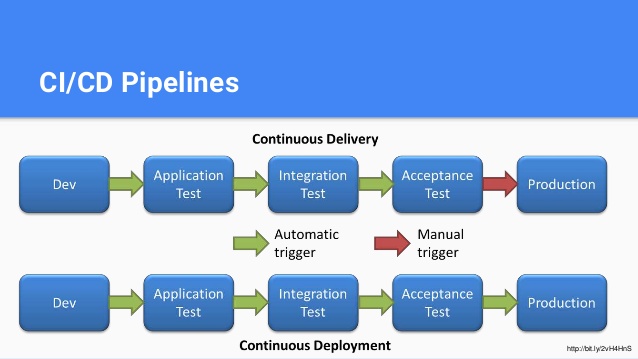 CI/CD Pipelines
Continuous Delivery
Dev
Application
Test
Integration
Test
Acceptance
Test
Production
Automatic
trigger
Manual
trigger
Dev
Application
Test
Integration
Test
Acceptance
Test
Production
Continuous Deployment
http://bit.ly/2vH4HnS